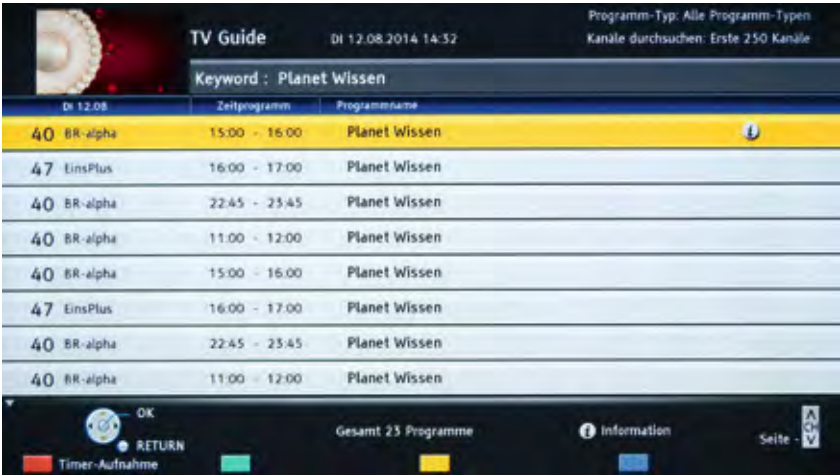 Programm-Typ: Alle Programm-Typen
TV Guide DI 12.08.2014 14:32 Kanäle durchsuchen: Erste 250 Kanäle
Keyword : Planet Wissen
DI 12.08 Zeitprogramm Programmname
40 BR-alpha 15:00 - 16:00 Planet Wissen i
47 EinsPlus 16:00 - 17:00 Planet Wissen
40 BR-alpha 22:45 - 23:45 Planet Wissen
40 BR-alpha 11:00 - 12:00 Planet Wissen
40 BR-alpha 15:00 - 16:00 Planet Wissen
47 EinsPlus 16:00 - 17:00 Planet Wissen
40 BR-alpha 22:45 - 23:45 Planet Wissen
40 BR-alpha 11:00 - 12:00 Planet Wissen
OK
Gesamt 23 Programme i Information
RETURN Seite - CH
Timer-Aufnahme